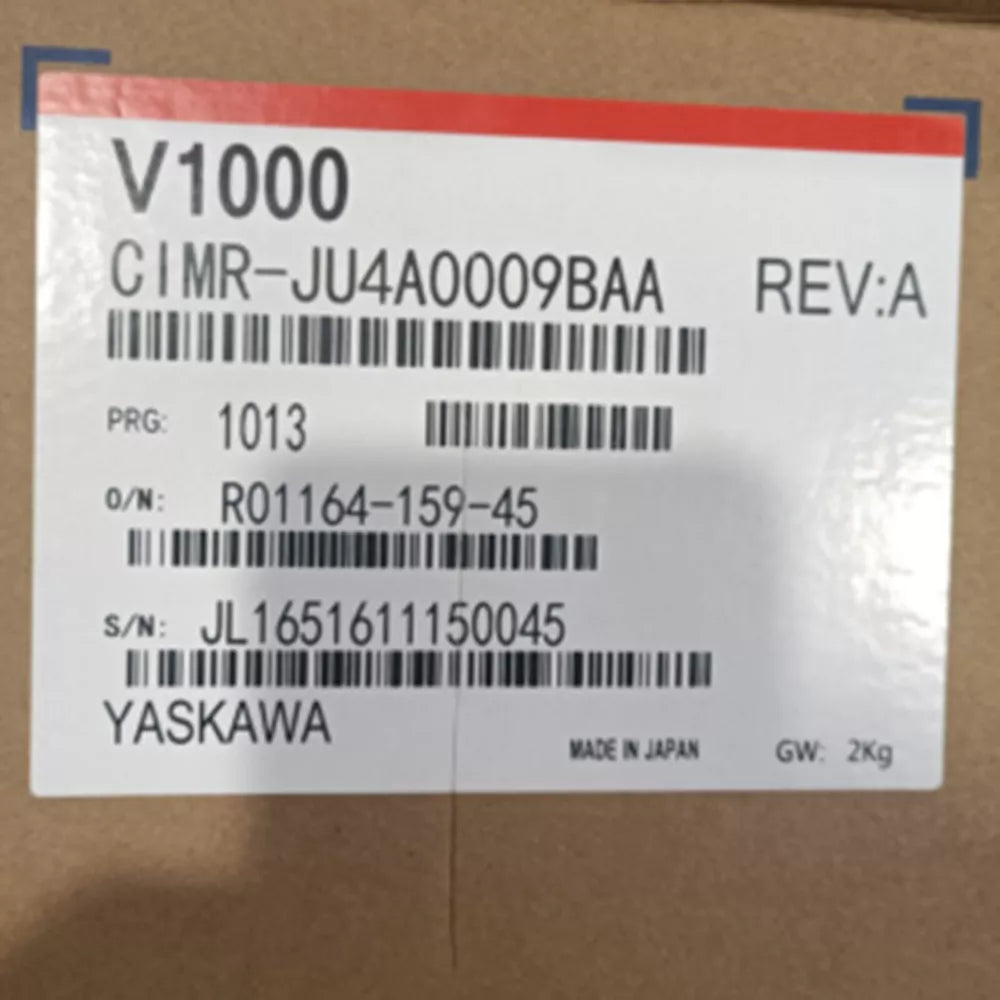 V1000
CIMR-JU4A0009BAA REV:A
PRG: 1013
O/N: R01164-159-45
S/N: JL1651611150045
YASKAWA
MADE IN JAPAN GW: 2Kg